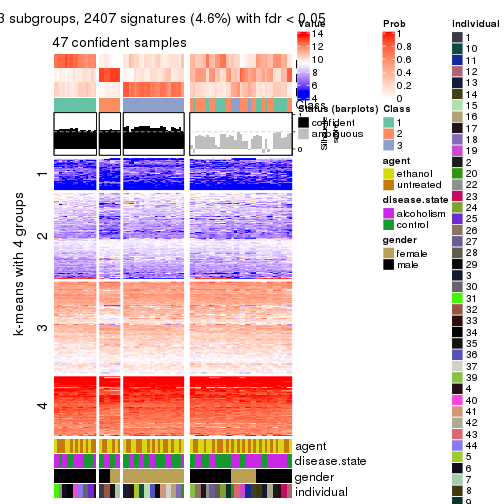 3 subgroups, 2407 signatures (4.6%) with fdr < 0.05
47 confident samples
Class
1
0
k-means with 4 groups
1
2
3
4
agent
disease.state
gender
individual
Value
14
12
10
8
6
4
Status (barplots)
confident
ambiguous
Prob
1
0.8
0.6
0.4
0.2
0
Class
1
2
3
agent
ethanol
untreated
disease.state
alcoholism
control
gender
female
male
individual
1
10
11
12
13
14
15
16
17
18
19
2
20
22
23
24
25
26
27
28
29
3
30
31
32
33
34
35
36
37
39
4
40
41
42
43
44
5
6
7
8
9